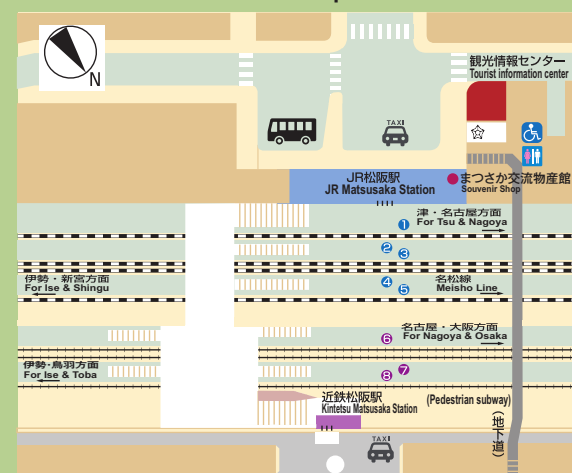 N
観光情報センター
Tourist information center
TAXI
JR松阪駅
JR Matsusaka Station
まつさか交流物産館
Souvenir Shop
1
津・名古屋方面
For Tsu & Nagoya
2
3
伊勢・新宮方面
For Ise & Shingu
4
5
名松線
Meisho Line
6
名古屋・大阪方面
For Nagoya & Osaka
伊勢・鳥羽方面
For Ise & Toba
7
8
近鉄松阪駅
Kintetsu Matsusaka Station
(Pedestrian subway)
(地下道)
TAXI